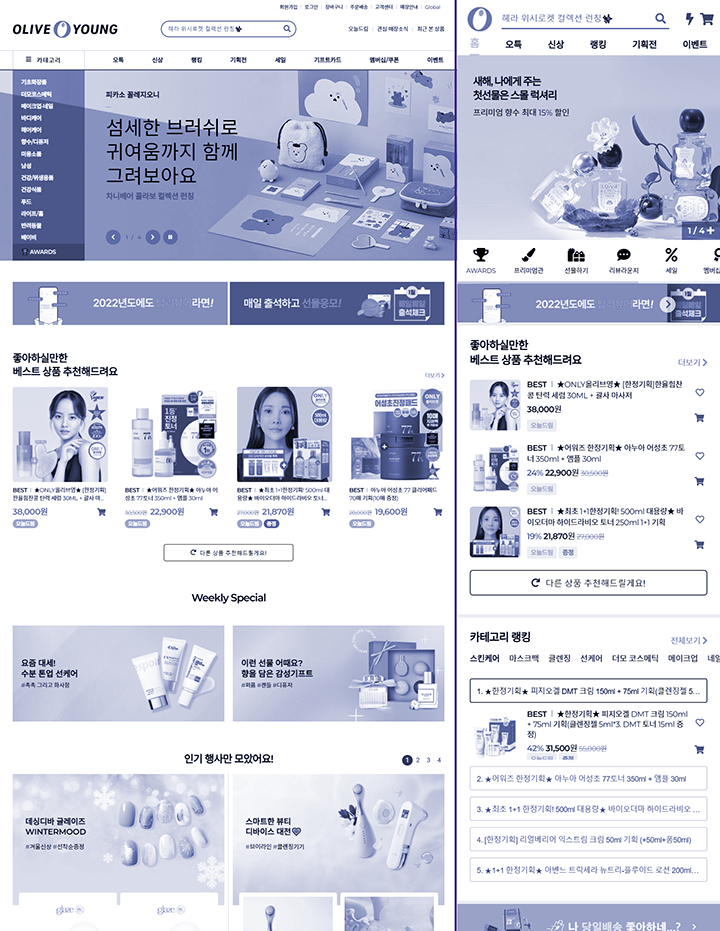 회원가입 | 로그인 | 장바구니 | 주문배송 | 고객센터 | 매장안내 | Global
OLIVE YOUNG
헤라 위시로켓 컬렉션 런칭
오늘드림 | 관심 매장소식 | 최근 본 상품
카테고리
오특 신상 랭킹 기획전 세일 기프트카드 멤버십/쿠폰 이벤트
기초화장품
더모코스메틱
메이크업·네일
바디케어
헤어케어
향수/디퓨저
미용소품
남성
건강/위생용품
건강식품
푸드
라이프/홈
반려동물
베이비
AWARDS
피카소 꼴레지오니
섬세한 브러쉬로
귀여움까지 함께
그려보아요
차니베어 콜라보 컬렉션 런칭
1 / 4
2022년도에도 라면!
매일 출석하고 선물응모!
매일매일
출석체크
좋아하실만한
베스트 상품 추천해드려요
더보기
BEST | ★ONLY올리브영★ [한정기획]
한율힘찬콩 탄력 세럼 30ML + 괄사 마...
38,000원
오늘드림
BEST | ★어워즈 한정기획★ 아누아 어
성초 77토너 350ml + 앰플 30ml
30,500원 22,900원
오늘드림
BEST | ★최초 1+1한정기획! 500ml 대
용량★ 바이오더마 하이드라비오 토너
27,000원 21,870원
오늘드림 증정
BEST | 아누아 어성초 77 클리어패드
70매 기획(10매 증정)
19,600원
오늘드림
다른 상품 추천해드릴게요!
Weekly Special
요즘 대세!
수분 톤업 선케어
#촉촉 그리고 화사함
이런 선물 어때요?
향을 담은 감성기프트
#퍼퓸 #캔들 #디퓨저
인기 행사만 모았어요!
1 2 3 4
데싱디바 글레이즈
WINTERMOOD
#겨울신상 #선착순증정
스마트한 뷰티
디바이스 대전
#브이라인 #클렌징기기
glaze
glaze
헤라 위시로켓 컬렉션 런칭
홈 오특 신상 랭킹 기획전 이벤트
새해, 나에게 주는
첫선물은 스몰 럭셔리
프리미엄 향수 최대 15% 할인
1 / 4 +
AWARDS 프리미엄관 선물하기 리뷰라운지 세일
2022년도에도 라면!
매일매일
출석체크
좋아하실만한
베스트 상품 추천해드려요
더보기
BEST | ★ONLY올리브영★ [한정기획]한율힘찬
콩 탄력 세럼 30ML + 괄사 마사저
38,000원
오늘드림
BEST | ★어워즈 한정기획★ 아누아 어성초 77토
너 350ml + 앰플 30ml
24% 22,900원 30,500원
오늘드림
BEST | ★최초 1+1한정기획! 500ml 대용량★ 바
이오더마 하이드라비오 토너 250ml 1+1 기획
19% 21,870원 27,000원
오늘드림 증정
다른 상품 추천해드릴게요!
카테고리 랭킹
전체보기
스킨케어 마스크팩 클렌징 선케어 더모 코스메틱 메이크업 네일
1. ★한정기획★ 피지오겔 DMT 크림 150ml + 75ml 기획(클렌징젤 5...
BEST | ★한정기획★ 피지오겔 DMT 크림 150ml
+ 75ml 기획(클렌징젤 5ml*3, DMT 토너 15ml 증
정)
42% 31,500원 55,000원
오늘드림 증정
2. ★어워즈 한정기획★ 아누아 어성초 77토너 350ml + 앰플 30ml
3. ★최초 1+1 한정기획! 500ml 대용량★ 바이오더마 하이드라비오 ...
4. [한정기획] 리얼베리어 익스트림 크림 50ml 기획 (+50ml+폼50ml)
5. ★1+1 한정기획★ 아벤느 트릭세라 뉴트리-플루이드 로션 200ml...
나 당일배송 좋아하네...?